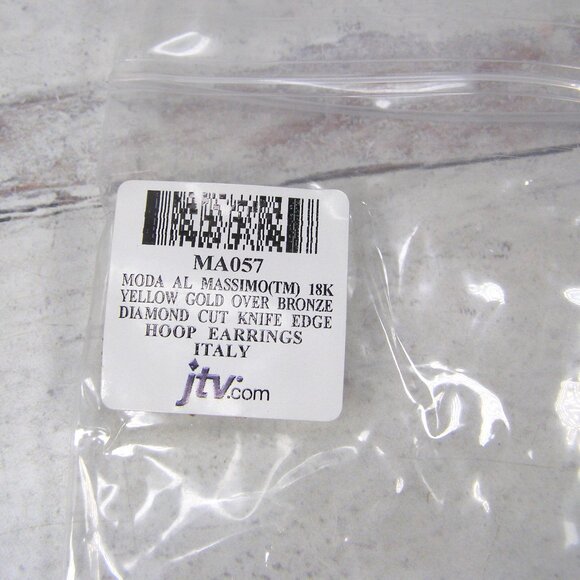 MA057
MODA AL MASSIMO(TM) 18K
YELLOW GOLD OVER BRONZE
DIAMOND CUT KNIFE EDGE
HOOP EARRINGS
ITALY
jtv.com